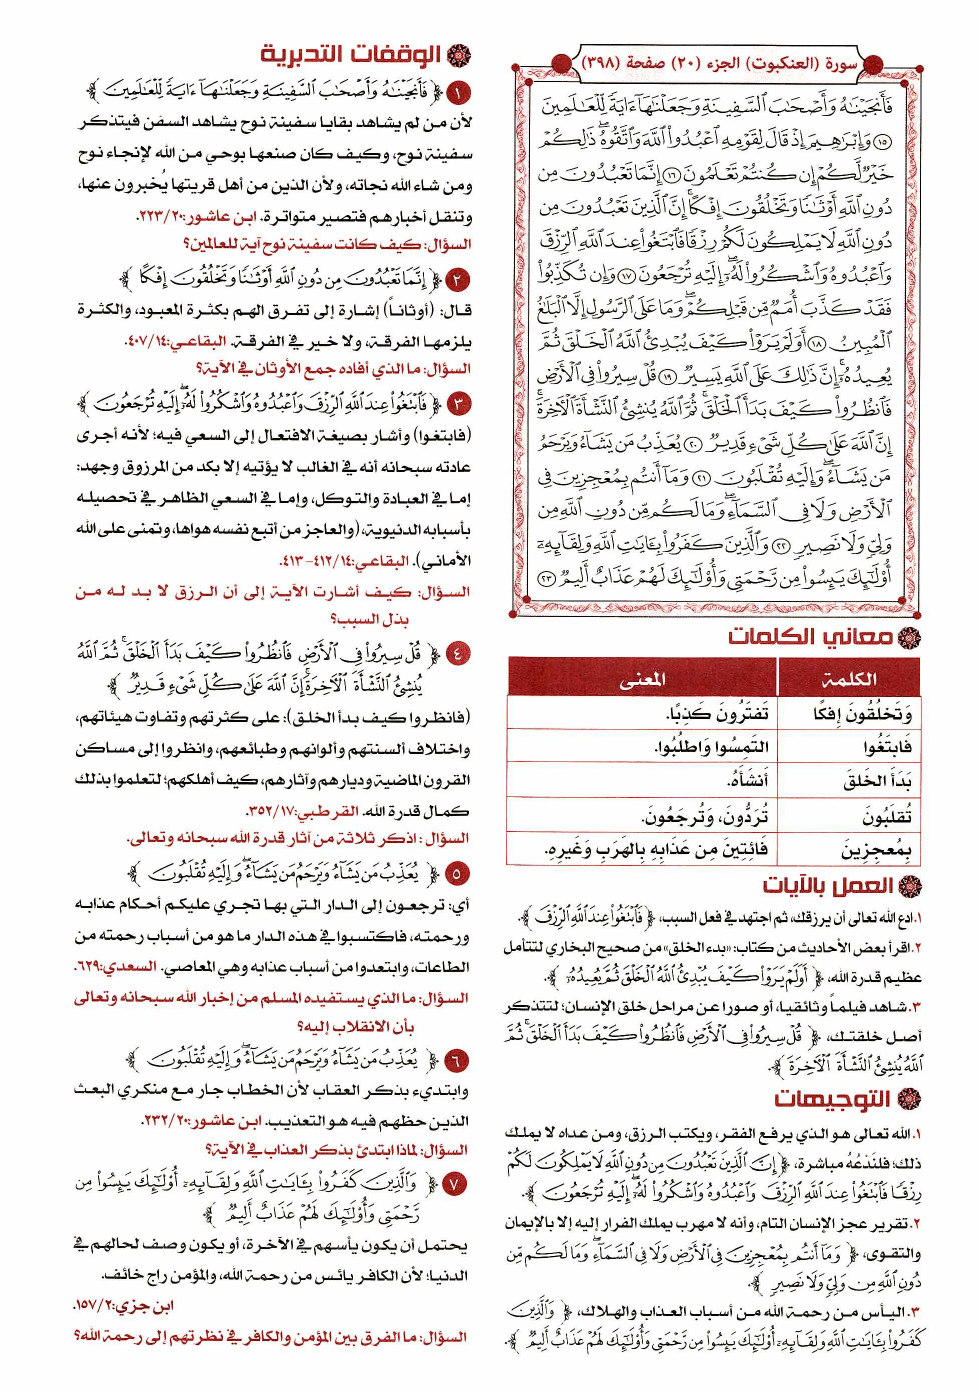 سورة (العنكبوت) الجزء (٢٠) صفحة (٣٩٨)
فَأَنجَيْنَٰهُ وَأَصْحَٰبَ ٱلسَّفِينَةِ وَجَعَلْنَٰهَآ ءَايَةً لِّلْعَٰلَمِينَ
١٥ وَإِبْرَٰهِيمَ إِذْ قَالَ لِقَوْمِهِ ٱعْبُدُوا۟ ٱللَّهَ وَٱتَّقُوهُ ۖ ذَٰلِكُمْ
خَيْرٌ لَّكُمْ إِن كُنتُمْ تَعْلَمُونَ ١٦ إِنَّمَا تَعْبُدُونَ مِن
دُونِ ٱللَّهِ أَوْثَٰنًا وَتَخْلُقُونَ إِفْكًا ۚ إِنَّ ٱلَّذِينَ تَعْبُدُونَ مِن
دُونِ ٱللَّهِ لَا يَمْلِكُونَ لَكُمْ رِزْقًا فَٱبْتَغُوا۟ عِندَ ٱللَّهِ ٱلرِّزْقَ
وَٱعْبُدُوهُ وَٱشْكُرُوا۟ لَهُۥٓ ۖ إِلَيْهِ تُرْجَعُونَ ١٧ وَإِن تُكَذِّبُوا۟
فَقَدْ كَذَّبَ أُمَمٌ مِّن قَبْلِكُمْ ۖ وَمَا عَلَى ٱلرَّسُولِ إِلَّا ٱلْبَلَٰغُ
ٱلْمُبِينُ ١٨ أَوَلَمْ يَرَوْا۟ كَيْفَ يُبْدِئُ ٱللَّهُ ٱلْخَلْقَ ثُمَّ
يُعِيدُهُۥٓ ۚ إِنَّ ذَٰلِكَ عَلَى ٱللَّهِ يَسِيرٌ ١٩ قُلْ سِيرُوا۟ فِى ٱلْأَرْضِ
فَٱنظُرُوا۟ كَيْفَ بَدَأَ ٱلْخَلْقَ ۚ ثُمَّ ٱللَّهُ يُنشِئُ ٱلنَّشْأَةَ ٱلْءَاخِرَةَ ۚ
إِنَّ ٱللَّهَ عَلَىٰ كُلِّ شَىْءٍ قَدِيرٌ ٢٠ يُعَذِّبُ مَن يَشَآءُ وَيَرْحَمُ
مَن يَشَآءُ ۖ وَإِلَيْهِ تُقْلَبُونَ ٢١ وَمَآ أَنتُم بِمُعْجِزِينَ فِى
ٱلْأَرْضِ وَلَا فِى ٱلسَّمَآءِ ۖ وَمَا لَكُم مِّن دُونِ ٱللَّهِ مِن
وَلِىٍّ وَلَا نَصِيرٍ ٢٢ وَٱلَّذِينَ كَفَرُوا۟ بِـَٔايَٰتِ ٱللَّهِ وَلِقَآئِهِۦٓ
أُو۟لَٰٓئِكَ يَئِسُوا۟ مِن رَّحْمَتِى وَأُو۟لَٰٓئِكَ لَهُمْ عَذَابٌ أَلِيمٌ ٢٣
معاني الكلمات
الكلمة المعنى
وَتَخلُقُونَ إِفكًا تَفتَرُونَ كَذِبًا.
فَابتَغُوا التَمِسُوا وَاطلُبُوا.
بَدَأَ الخَلقَ أَنشَأَهُ.
تُقلَبُونَ تُرَدُّونَ، وَتُرجَعُونَ.
بِمُعجِزِينَ فَائِتِينَ مِن عَذَابِهِ بِالهَرَبِ وَغَيرِهِ.
العمل بالآيات
١. ادع الله تعالى أن يرزقك، ثم اجتهد في فعل السبب، ﴿ فَٱبْتَغُوا۟ عِندَ ٱللَّهِ ٱلرِّزْقَ ﴾.
٢. اقرأ بعض الأحاديث من كتاب: «بدء الخلق» من صحيح البخاري لتتأمل
عظيم قدرة الله، ﴿ أَوَلَمْ يَرَوْا۟ كَيْفَ يُبْدِئُ ٱللَّهُ ٱلْخَلْقَ ثُمَّ يُعِيدُهُۥٓ ﴾.
٣. شاهد فيلماً وثائقيا، أو صورا عن مراحل خلق الإنسان؛ لتتذكر
أصل خلقتك، ﴿ قُلْ سِيرُوا۟ فِى ٱلْأَرْضِ فَٱنظُرُوا۟ كَيْفَ بَدَأَ ٱلْخَلْقَ ۚ ثُمَّ
ٱللَّهُ يُنشِئُ ٱلنَّشْأَةَ ٱلْءَاخِرَةَ ﴾.
التوجيهات
١. الله تعالى هو الذي يرفع الفقر، ويكتب الرزق، ومن عداه لا يملك
ذلك؛ فلندعُهُ مباشرة، ﴿ إِنَّ ٱلَّذِينَ تَعْبُدُونَ مِن دُونِ ٱللَّهِ لَا يَمْلِكُونَ لَكُمْ
رِزْقًا فَٱبْتَغُوا۟ عِندَ ٱللَّهِ ٱلرِّزْقَ وَٱعْبُدُوهُ وَٱشْكُرُوا۟ لَهُۥٓ ۖ إِلَيْهِ تُرْجَعُونَ ﴾.
٢. تقرير عجز الإنسان التام، وأنه لا مهرب يملك الفرار إليه إلا بالإيمان
والتقوى، ﴿ وَمَآ أَنتُم بِمُعْجِزِينَ فِى ٱلْأَرْضِ وَلَا فِى ٱلسَّمَآءِ ۖ وَمَا لَكُم مِّن
دُونِ ٱللَّهِ مِن وَلِىٍّ وَلَا نَصِيرٍ ﴾.
٣. اليأس من رحمة الله من أسباب العذاب والهلاك، ﴿ وَٱلَّذِينَ
كَفَرُوا۟ بِـَٔايَٰتِ ٱللَّهِ وَلِقَآئِهِۦٓ أُو۟لَٰٓئِكَ يَئِسُوا۟ مِن رَّحْمَتِى وَأُو۟لَٰٓئِكَ لَهُمْ عَذَابٌ أَلِيمٌ ﴾.
الوقفات التدبرية
١ ﴿ فَأَنجَيْنَٰهُ وَأَصْحَٰبَ ٱلسَّفِينَةِ وَجَعَلْنَٰهَآ ءَايَةً لِّلْعَٰلَمِينَ ﴾
لأن من لم يشاهد بقايا سفينة نوح يشاهد السفن فيتذكر
سفينة نوح، وكيف كان صنعها بوحي من الله لإنجاء نوح
ومن شاء الله نجاته، ولأن الذين من أهل قريتها يُخبرون عنها،
وتنقل أخبارهم فتصير متواترة. ابن عاشور:٢٢٣/٢٠.
السؤال: كيف كانت سفينة نوح آية للعالمين؟
٢ ﴿ إِنَّمَا تَعْبُدُونَ مِن دُونِ ٱللَّهِ أَوْثَٰنًا وَتَخْلُقُونَ إِفْكًا ﴾
قال: (أوثاناً) إشارة إلى تفرق الهم بكثرة المعبود، والكثرة
يلزمها الفرقة، ولا خير في الفرقة. البقاعي:٤٠٧/١٤.
السؤال: ما الذي أفاده جمع الأوثان في الآية؟
٣ ﴿ فَٱبْتَغُوا۟ عِندَ ٱللَّهِ ٱلرِّزْقَ وَٱعْبُدُوهُ وَٱشْكُرُوا۟ لَهُۥٓ ۖ إِلَيْهِ تُرْجَعُونَ ﴾
(فابتغوا) وأشار بصيغة الافتعال إلى السعي فيه؛ لأنه أجرى
عادته سبحانه أنه في الغالب لا يؤتيه إلا بكد من المرزوق وجهد:
إما في العبادة والتوكل، وإما في السعي الظاهر في تحصيله
بأسبابه الدنيوية، (والعاجز من أتبع نفسه هواها، وتمنى على الله
الأماني). البقاعي:٤١٢/١٤-٤١٣.
السؤال: كيف أشارت الآية إلى أن الرزق لا بد له من
بذل السبب؟
٤ ﴿ قُلْ سِيرُوا۟ فِى ٱلْأَرْضِ فَٱنظُرُوا۟ كَيْفَ بَدَأَ ٱلْخَلْقَ ۚ ثُمَّ ٱللَّهُ
يُنشِئُ ٱلنَّشْأَةَ ٱلْءَاخِرَةَ ۚ إِنَّ ٱللَّهَ عَلَىٰ كُلِّ شَىْءٍ قَدِيرٌ ﴾
(فانظروا كيف بدأ الخلق): على كثرتهم وتفاوت هيئاتهم،
واختلاف ألسنتهم وألوانهم وطبائعهم، وانظروا إلى مساكن
القرون الماضية وديارهم وآثارهم، كيف أهلكهم؛ لتعلموا بذلك
كمال قدرة الله. القرطبي:٣٥٢/١٧.
السؤال: اذكر ثلاثة من آثار قدرة الله سبحانه وتعالى.
٥ ﴿ يُعَذِّبُ مَن يَشَآءُ وَيَرْحَمُ مَن يَشَآءُ ۖ وَإِلَيْهِ تُقْلَبُونَ ﴾
أي: ترجعون إلى الدار التي بها تجري عليكم أحكام عذابه
ورحمته، فاكتسبوا في هذه الدار ما هو من أسباب رحمته من
الطاعات، وابتعدوا من أسباب عذابه وهي المعاصي. السعدي:٦٢٩.
السؤال: ما الذي يستفيده المسلم من إخبار الله سبحانه وتعالى
بأن الانقلاب إليه؟
٦ ﴿ يُعَذِّبُ مَن يَشَآءُ وَيَرْحَمُ مَن يَشَآءُ ۖ وَإِلَيْهِ تُقْلَبُونَ ﴾
وابتديء بذكر العقاب لأن الخطاب جار مع منكري البعث
الذين حظهم فيه هو التعذيب. ابن عاشور:٢٣٢/٢٠.
السؤال: لماذا ابتدئ بذكر العذاب في الآية؟
٧ ﴿ وَٱلَّذِينَ كَفَرُوا۟ بِـَٔايَٰتِ ٱللَّهِ وَلِقَآئِهِۦٓ أُو۟لَٰٓئِكَ يَئِسُوا۟ مِن
رَّحْمَتِى وَأُو۟لَٰٓئِكَ لَهُمْ عَذَابٌ أَلِيمٌ ﴾
يحتمل أن يكون يأسهم في الآخرة، أو يكون وصف لحالهم في
الدنيا؛ لأن الكافر يائس من رحمة الله، والمؤمن راج خائف.
ابن جزي:١٥٧/٢.
السؤال: ما الفرق بين المؤمن والكافر في نظرتهم إلى رحمة الله؟